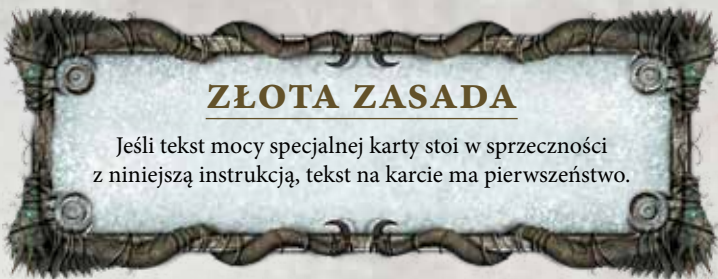 ZŁOTA ZASADA
Jeśli tekst mocy specjalnej karty stoi w sprzeczności
z niniejszą instrukcją, tekst na karcie ma pierwszeństwo.